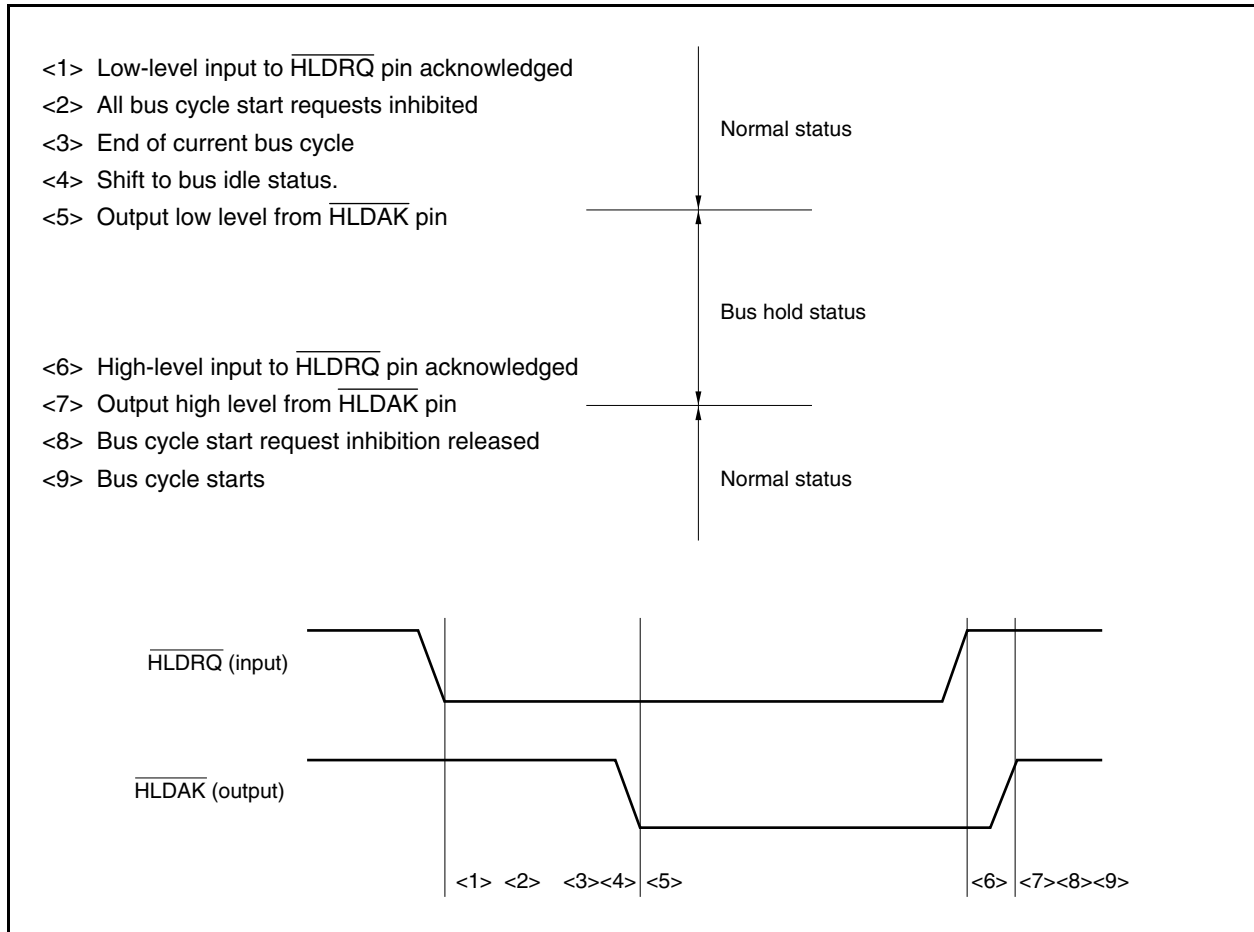 <1> Low-level input to HLDRQ pin acknowledged
<2> All bus cycle start requests inhibited
<3> End of current bus cycle
<4> Shift to bus idle status.
<5> Output low level from HLDAK pin
Normal status
Bus hold status
<6> High-level input to HLDRQ pin acknowledged
<7> Output high level from HLDAK pin
<8> Bus cycle start request inhibition released
<9> Bus cycle starts
Normal status
HLDRQ (input)
HLDAK (output)
<1> <2> <3><4> <5> <6> <7><8><9>